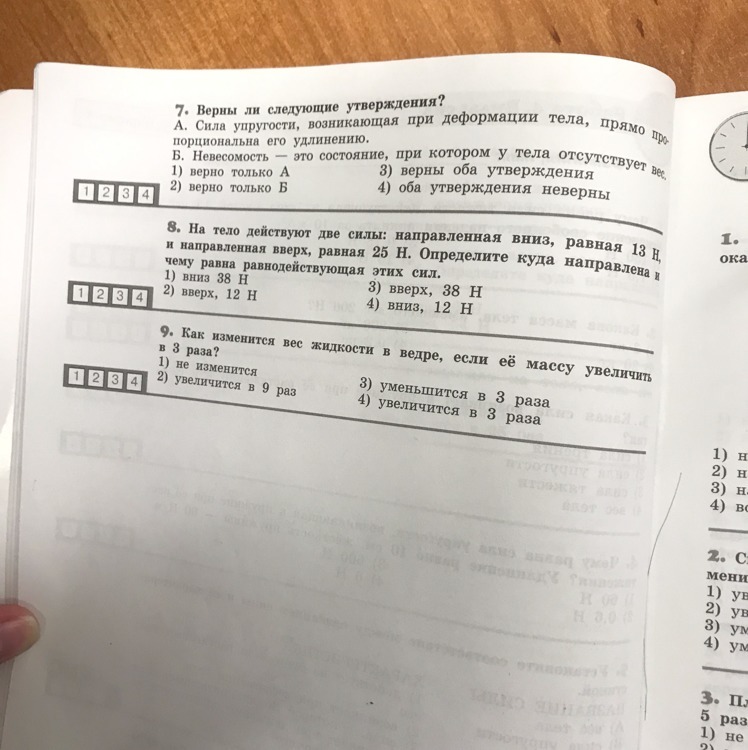 7. Верны ли следующие утверждения?
А. Сила упругости, возникающая при деформации тела, прямо про-
порциональна его удлинению.
Б. Невесомость — это состояние, при котором у тела отсутствует вес.
1) верно только А
3) верны оба утверждения
1 2 3 4
2) верно только Б
4) оба утверждения неверны
8. На тело действуют две силы: направленная вниз, равная 13 Н,
и направленная вверх, равная 25 Н. Определите куда направлена и
чему равна равнодействующая этих сил.
1) вниз 38 Н
3) вверх, 38 Н
1 2 3 4
2) вверх, 12 Н
4) вниз, 12 Н
9. Как изменится вес жидкости в ведре, если её массу увеличить
в 3 раза?
1) не изменится
3) уменьшится в 3 раза
1 2 3 4
2) увеличится в 9 раз
4) увеличится в 3 раза
1.
ока
1) н
2) н
3) на
4) во
2. С
мени
1) ув
2) ув
3) ум
4) ум
3. Пл
5 раз
1) не